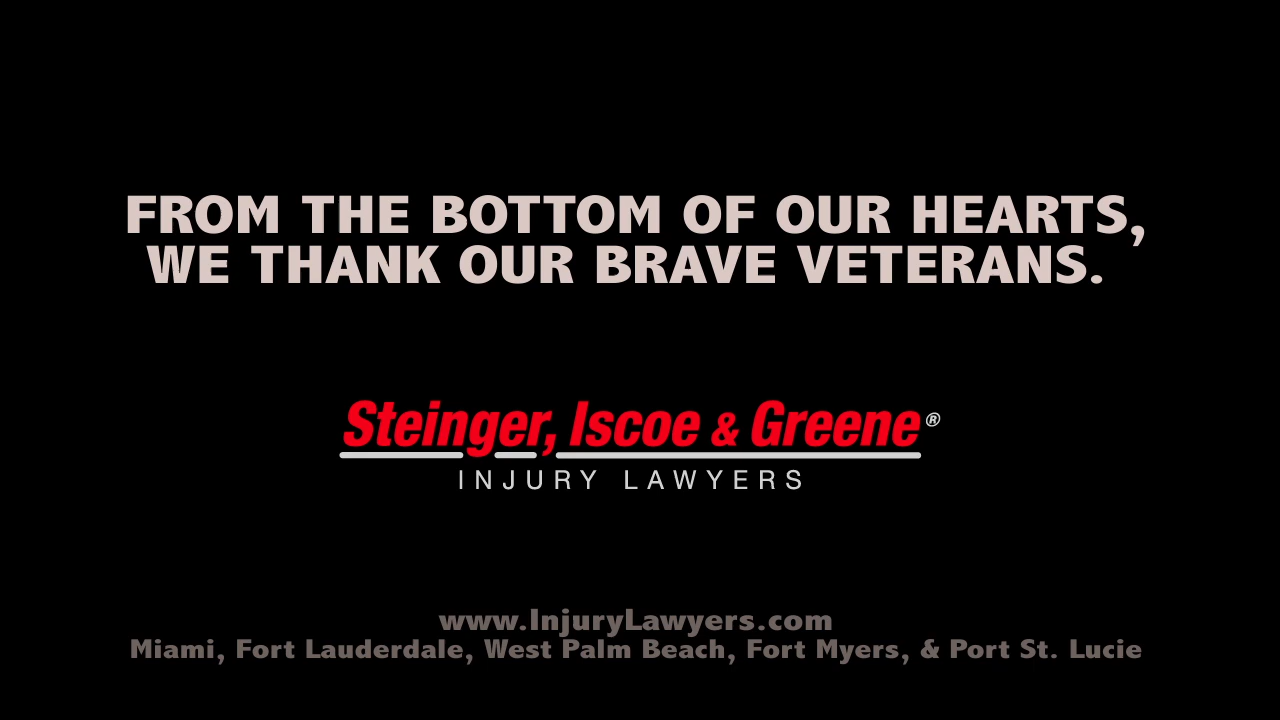 FROM THE BOTTOM OF OUR HEARTS,
WE THANK OUR BRAVE VETERANS.
Steinger, Iscoe & Greene®
INJURY LAWYERS
www.InjuryLawyers.com
Miami, Fort Lauderdale, West Palm Beach, Fort Myers, & Port St. Lucie